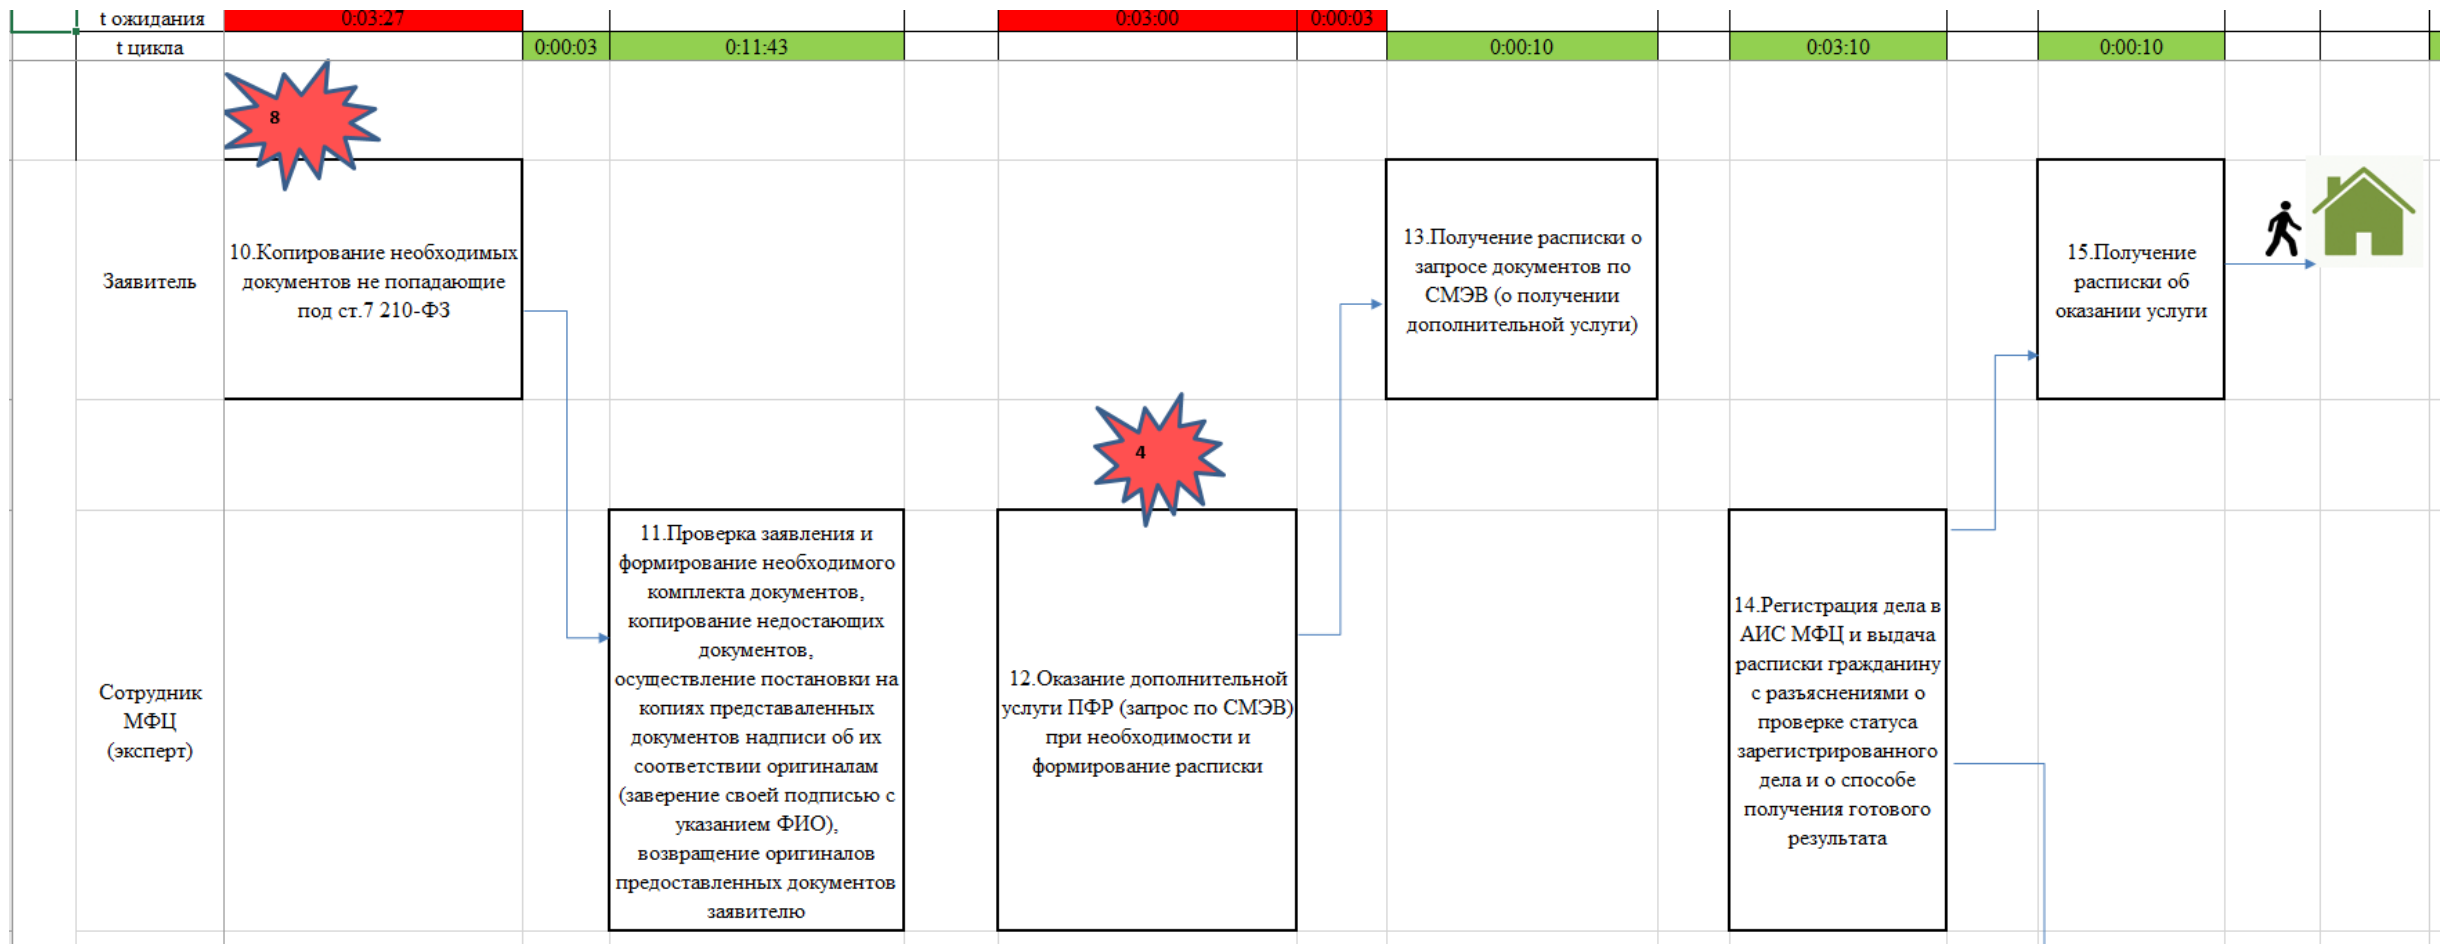 t ожидания 0:03:27 0:03:00 0:00:03
t цикла 0:00:03 0:11:43 0:00:10 0:03:10 0:00:10
8
Заявитель
10.Копирование необходимых
документов не попадающие
под ст.7 210-ФЗ
13.Получение расписки о
запросе документов по
СМЭВ (о получении
дополнительной услуги)
15.Получение
расписки об
оказании услуги
4
Сотрудник
МФЦ
(эксперт)
11.Проверка заявления и
формирование необходимого
комплекта документов,
копирование недостающих
документов,
осуществление постановки на
копиях представаленных
документов надписи об их
соответствии оригиналам
(заверение своей подписью с
указанием ФИО),
возвращение оригиналов
предоставленных документов
заявителю
12.Оказание дополнительной
услуги ПФР (запрос по СМЭВ)
при необходимости и
формирование расписки
14.Регистрация дела в
АИС МФЦ и выдача
расписки гражданину
с разъяснениями о
проверке статуса
зарегистрированного
дела и о способе
получения готового
результата